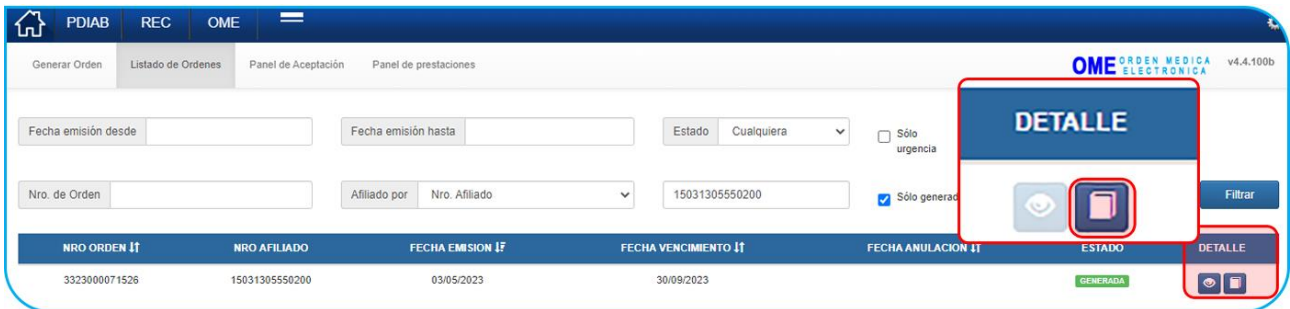 PDIAB REC OME
Generar Orden Listado de Ordenes Panel de Aceptación Panel de prestaciones OME ORDEN MEDICA ELECTRONICA v4.4.100b
DETALLE
Fecha emisión desde Fecha emisión hasta Estado Cualquiera Sólo urgencia
Nro. de Orden Afiliado por Nro. Afiliado 15031305550200 Sólo generad Filtrar
NRO ORDEN NRO AFILIADO FECHA EMISION FECHA VENCIMIENTO FECHA ANULACION ESTADO DETALLE
3323000071526 15031305550200 03/05/2023 30/09/2023 GENERADA